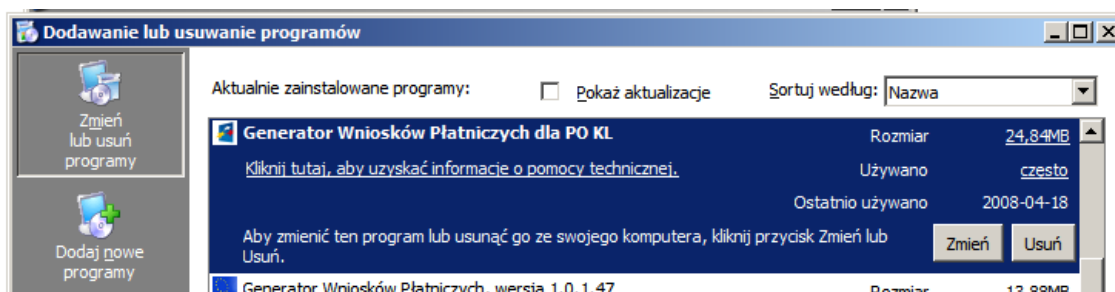 Dodawanie lub usuwanie programów
Zmień
lub usuń
programy
Dodaj nowe
programy
Aktualnie zainstalowane programy:
Pokaż aktualizacje
Sortuj według: Nazwa
Generator Wniosków Płatniczych dla PO KL
Rozmiar 24,84MB
Kliknij tutaj, aby uzyskać informacje o pomocy technicznej.
Używano często
Ostatnio używano 2008-04-18
Aby zmienić ten program lub usunąć go ze swojego komputera, kliknij przycisk Zmień lub
Usuń.
Zmień Usuń
Generator Wniosków Płatniczych, wersja 1.0.1.47
Rozmiar 13,88MB